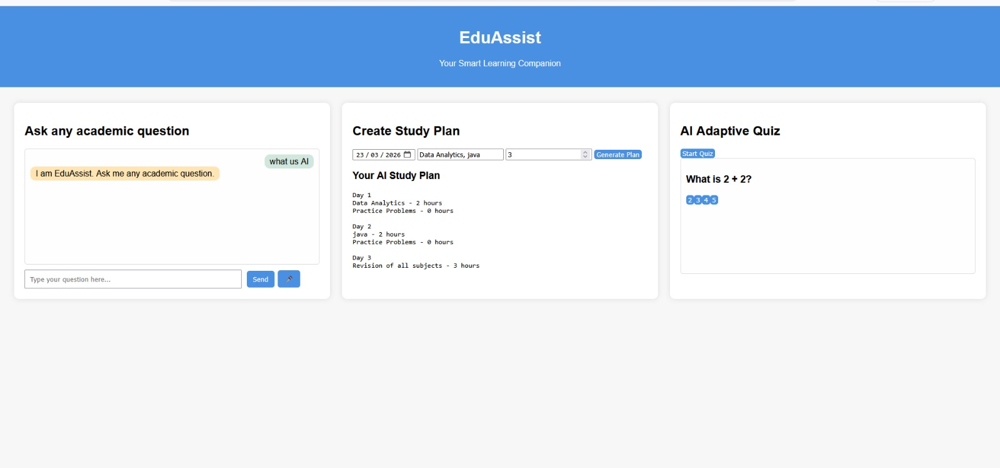 EduAssist
Your Smart Learning Companion
Ask any academic question
what us AI
I am EduAssist. Ask me any academic question.
Type your question here...
Send
Create Study Plan
23 / 03 / 2026 Data Analytics, java 3 Generate Plan
Your AI Study Plan
Day 1
Data Analytics - 2 hours
Practice Problems - 0 hours
Day 2
java - 2 hours
Practice Problems - 0 hours
Day 3
Revision of all subjects - 3 hours
AI Adaptive Quiz
Start Quiz
What is 2 + 2?
2 3 4 5